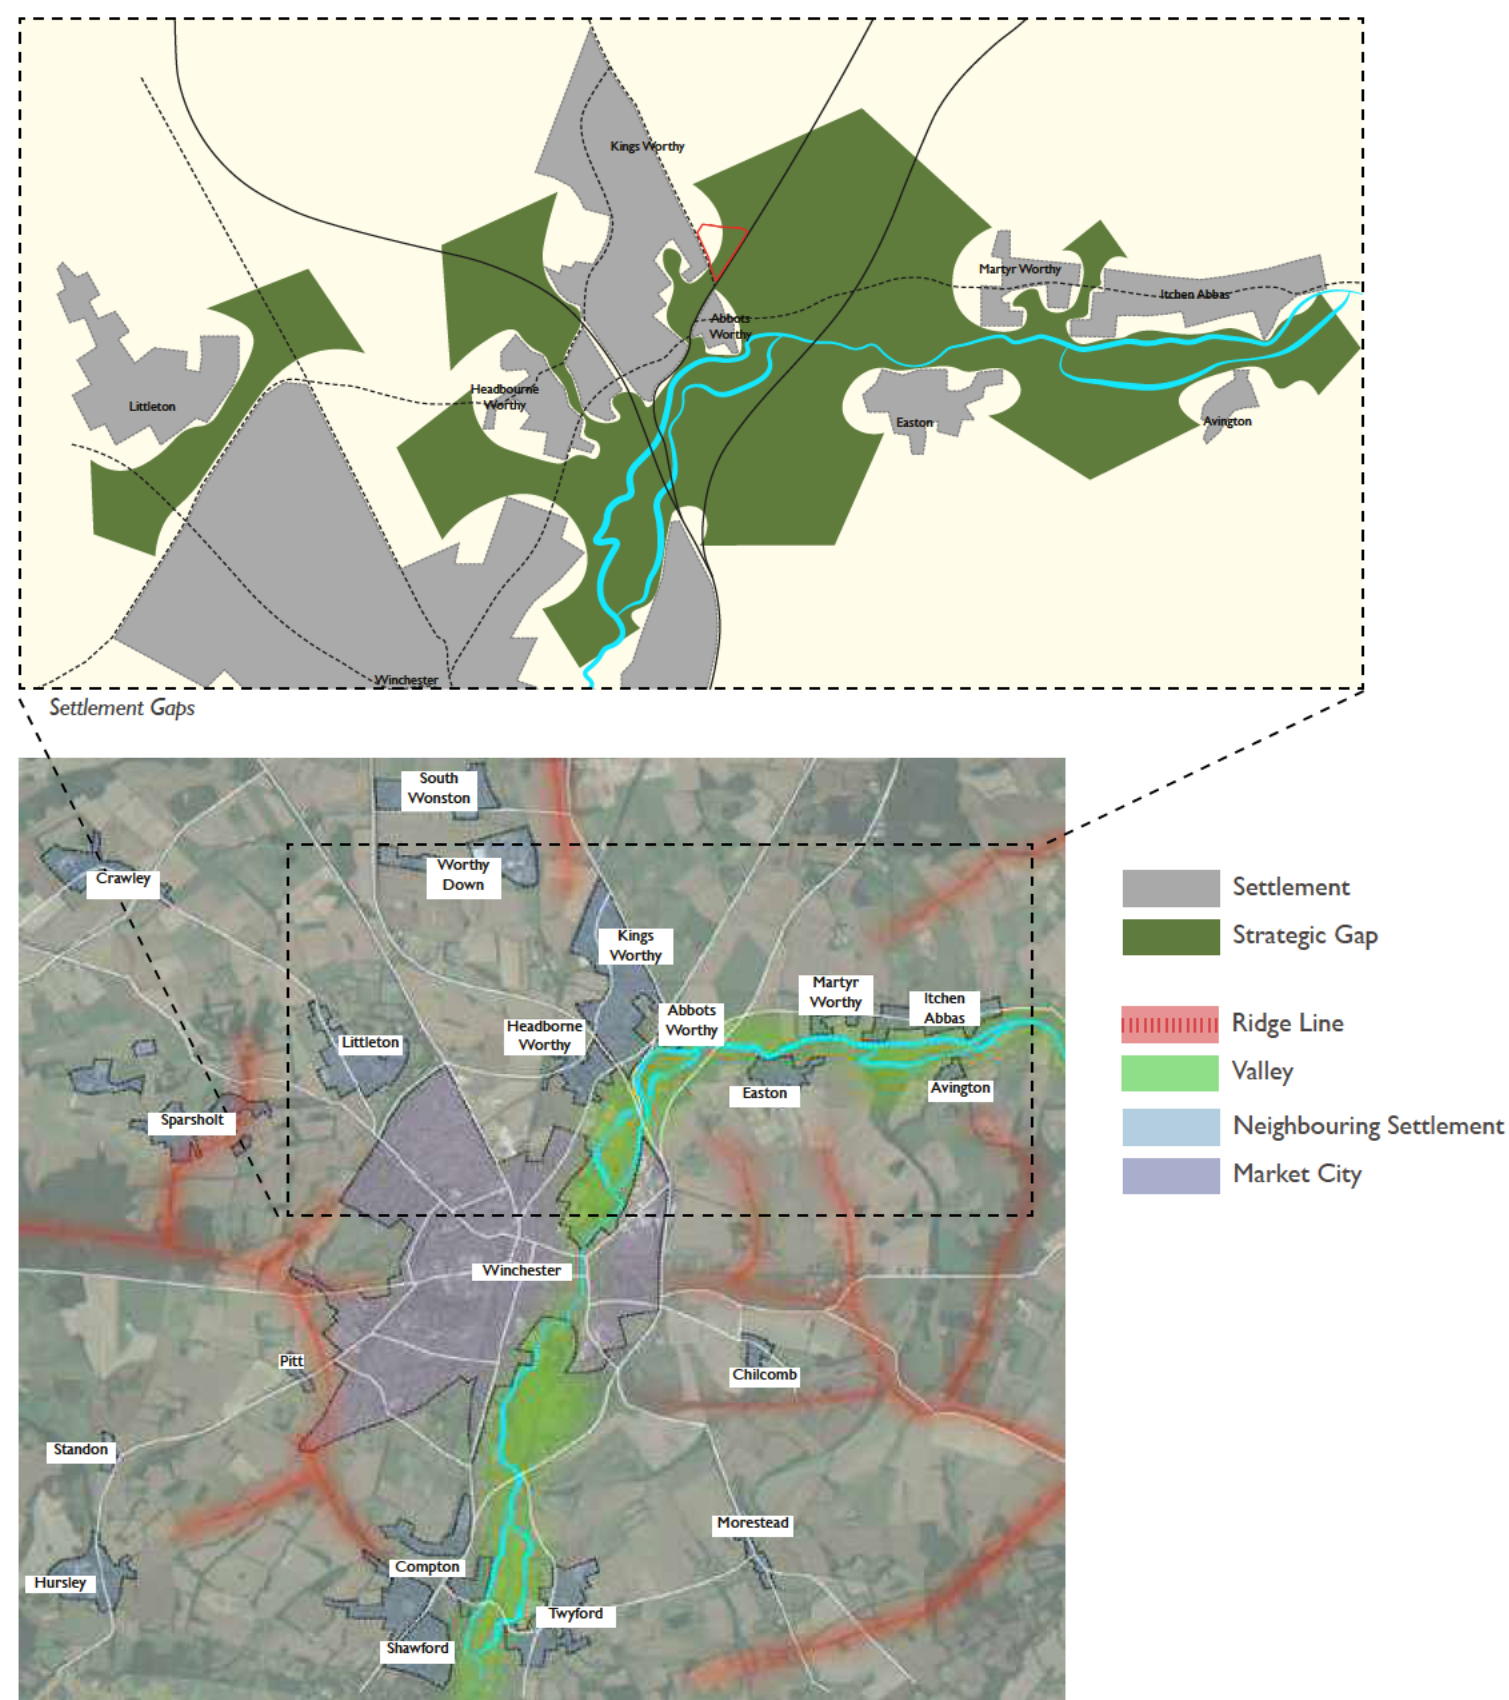 Kings Worthy
Martyr Worthy
Itchen Abbas
Abbots
Worthy
Headbourne
Worthy
Littleton
Easton
Avington
Winchester
Settlement Gaps
South
Wonston
Worthy
Down
Crawley
Kings
Worthy
Martyr
Worthy
Itchen
Abbas
Abbots
Worthy
Headborne
Worthy
Littleton
Easton
Avington
Sparsholt
Winchester
Pitt
Chilcomb
Standon
Morestead
Hursley
Compton
Twyford
Shawford
Settlement
Strategic Gap
Ridge Line
Valley
Neighbouring Settlement
Market City